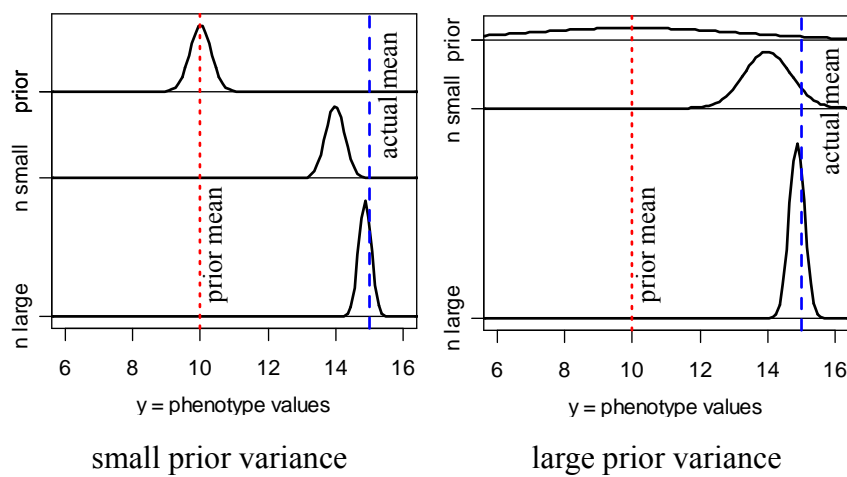 prior
n small
n large
actual mean
prior mean
6 8 10 12 14 16
y = phenotype values
small prior variance
prior
n small
n large
actual mean
prior mean
6 8 10 12 14 16
y = phenotype values
large prior variance